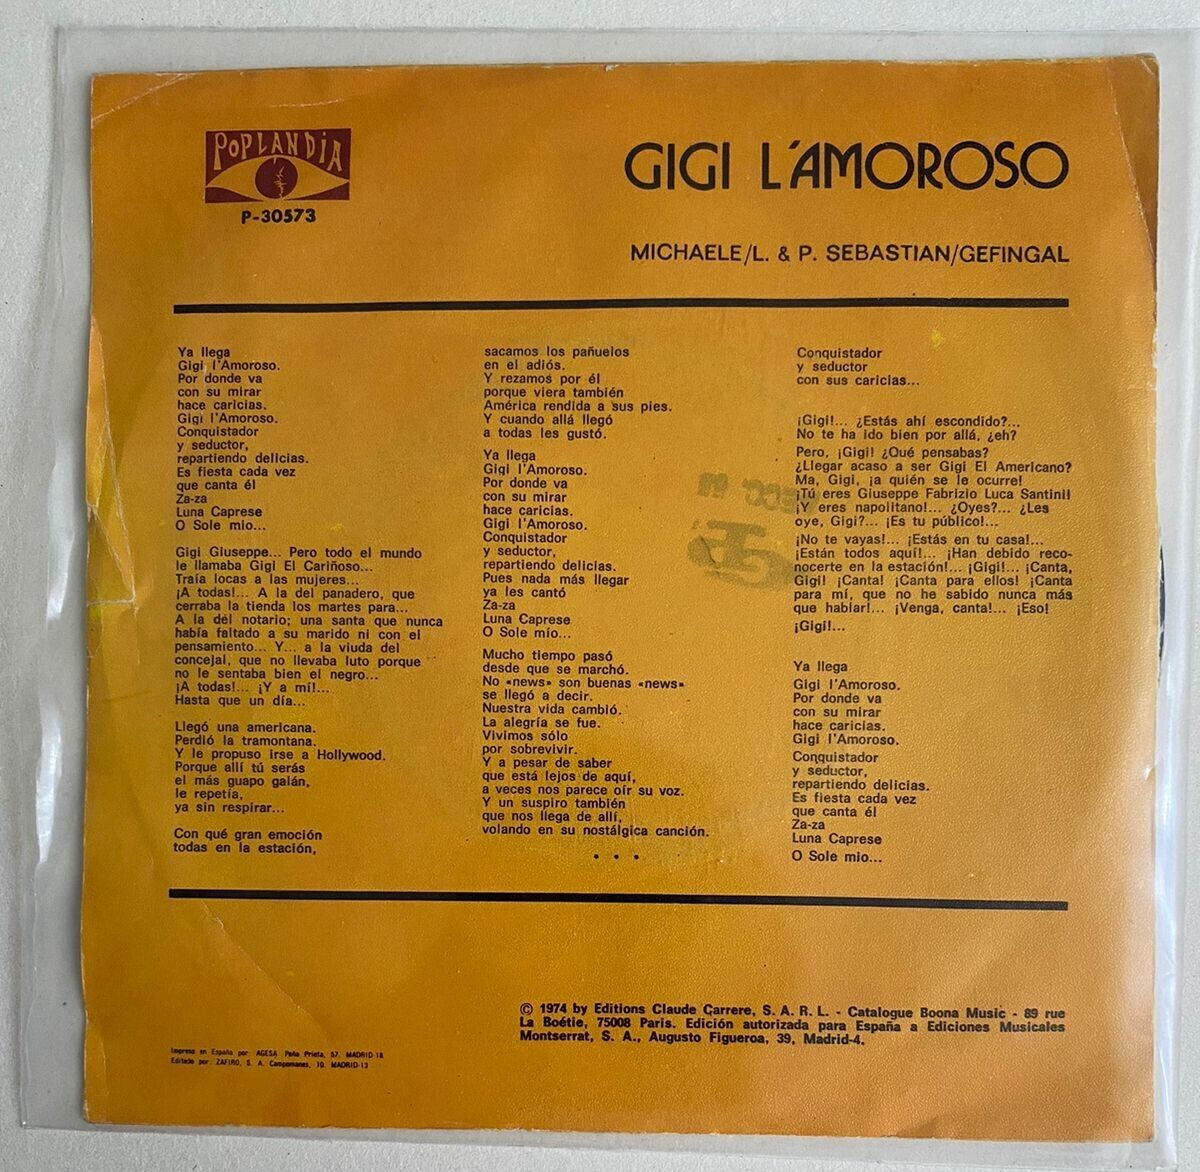 POPLANDIA
P-30573
GIGI L'AMOROSO
MICHAELE/L. & P. SEBASTIAN/GEFINGAL
Ya llega
Gigi l'Amoroso.
Por donde va
con su mirar
hace caricias.
Gigi l'Amoroso.
Conquistador
y seductor,
repartiendo delicias.
Es fiesta cada vez
que canta él
Za-za
Luna Caprese
O Sole mio...
Gigi Giuseppe... Pero todo el mundo
le llamaba Gigi El Cariñoso...
Traía locas a las mujeres...
¡A todas!... A la del panadero, que
cerraba la tienda los martes para...
A la del notario; una santa que nunca
había faltado a su marido ni con el
pensamiento... Y... a la viuda del
concejal, que no llevaba luto porque
no le sentaba bien el negro...
¡A todas!... ¡Y a mí!...
Hasta que un día...
Llegó una americana.
Perdió la tramontana.
Y le propuso irse a Hollywood.
Porque allí tú serás
el más guapo galán,
le repetía,
ya sin respirar...
Con qué gran emoción
todas en la estación,
sacamos los pañuelos
en el adiós.
Y rezamos por él
porque viera también
América rendida a sus pies.
Y cuando allá llegó
a todas les gustó.
Ya llega
Gigi l'Amoroso.
Por donde va
con su mirar
hace caricias.
Gigi l'Amoroso.
Conquistador
y seductor,
repartiendo delicias.
Pues nada más llegar
ya les cantó
Za-za
Luna Caprese
O Sole mío...
Mucho tiempo pasó
desde que se marchó.
No «news» son buenas «news»
se llegó a decir.
Nuestra vida cambió.
La alegría se fue.
Vivimos sólo
por sobrevivir.
Y a pesar de saber
que está lejos de aquí,
a veces nos parece oír su voz.
Y un suspiro también
que nos llega de allí,
volando en su nostálgica canción.
• • •
Conquistador
y seductor
con sus caricias...
¡Gigi!... ¿Estás ahí escondido?...
No te ha ido bien por allá, ¿eh?
Pero, ¡Gigi! ¿Qué pensabas?
¿Llegar acaso a ser Gigi El Americano?
Ma, Gigi, ¡a quién se le ocurre!
¡Tú eres Giuseppe Fabrizio Luca Santini!
¡Y eres napolitano!... ¿Oyes?... ¿Les
oye, Gigi?... ¡Es tu público!...
¡No te vayas!... ¡Estás en tu casa!...
¡Están todos aquí!... ¡Han debido reco-
nocerte en la estación!... ¡Gigi!... ¡Canta,
Gigi! ¡Canta! ¡Canta para ellos! ¡Canta
para mí, que no he sabido nunca más
que hablar!... ¡Venga, canta!... ¡Eso!
¡Gigi!...
Ya llega
Gigi l'Amoroso.
Por donde va
con su mirar
hace caricias.
Gigi l'Amoroso.
Conquistador
y seductor,
repartiendo delicias.
Es fiesta cada vez
que canta él
Za-za
Luna Caprese
O Sole mio...
© 1974 by Editions Claude Carrere, S. A. R. L. - Catalogue Boona Music - 89 rue
La Boétie, 75008 Paris. Edición autorizada para España a Ediciones Musicales
Montserrat, S. A., Augusto Figueroa, 39, Madrid-4.
Impreso en España por: AGESA Peña Prieta, 57. MADRID-18
Editado por: ZAFIRO, S. A. Campomanes, 10. MADRID-13